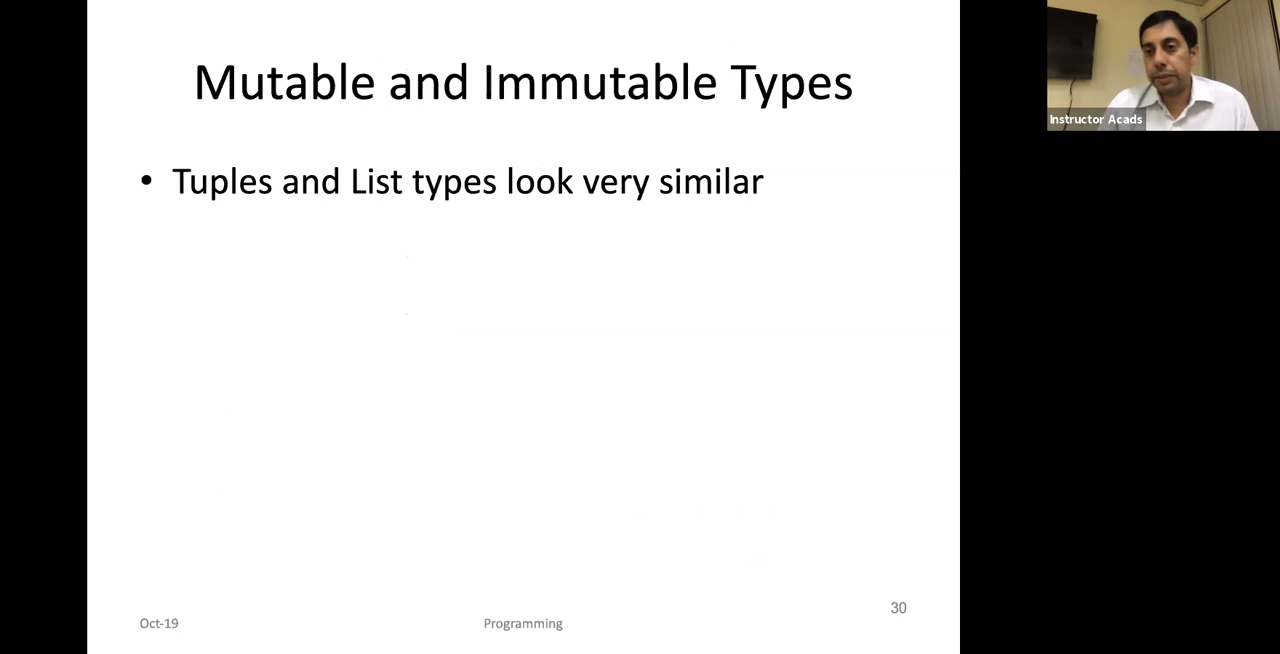 Mutable and Immutable Types
• Tuples and List types look very similar
Instructor Acads
Oct-19
Programming
30